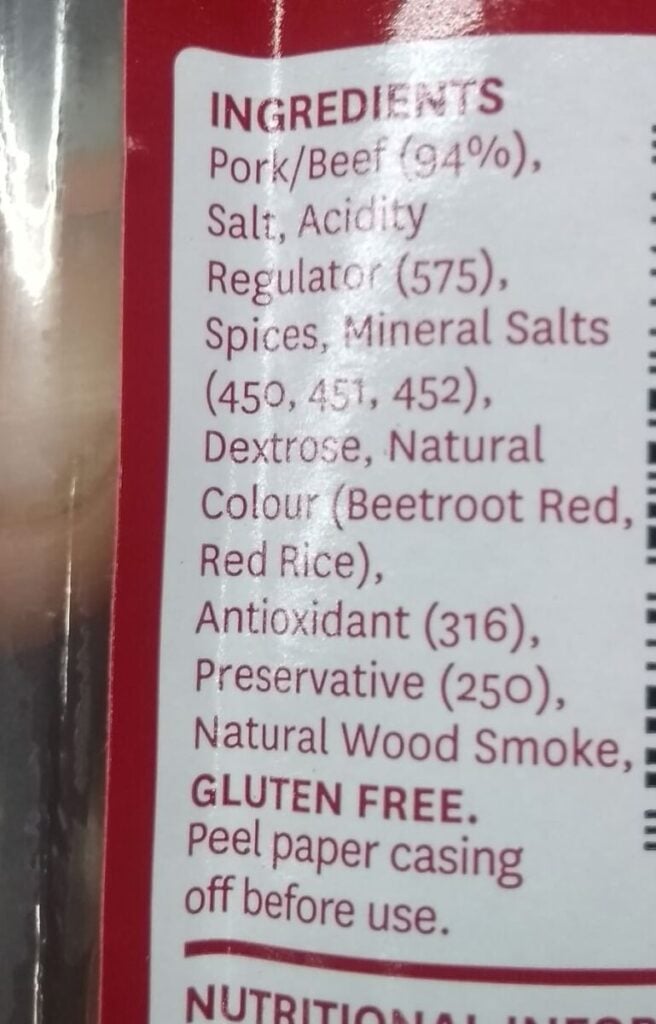 INGREDIENTS
Pork/Beef (94%),
Salt, Acidity
Regulator (575),
Spices, Mineral Salts
(450, 451, 452),
Dextrose, Natural
Colour (Beetroot Red,
Red Rice),
Antioxidant (316),
Preservative (250),
Natural Wood Smoke,
GLUTEN FREE.
Peel paper casing
off before use.
NUTRITIONAL